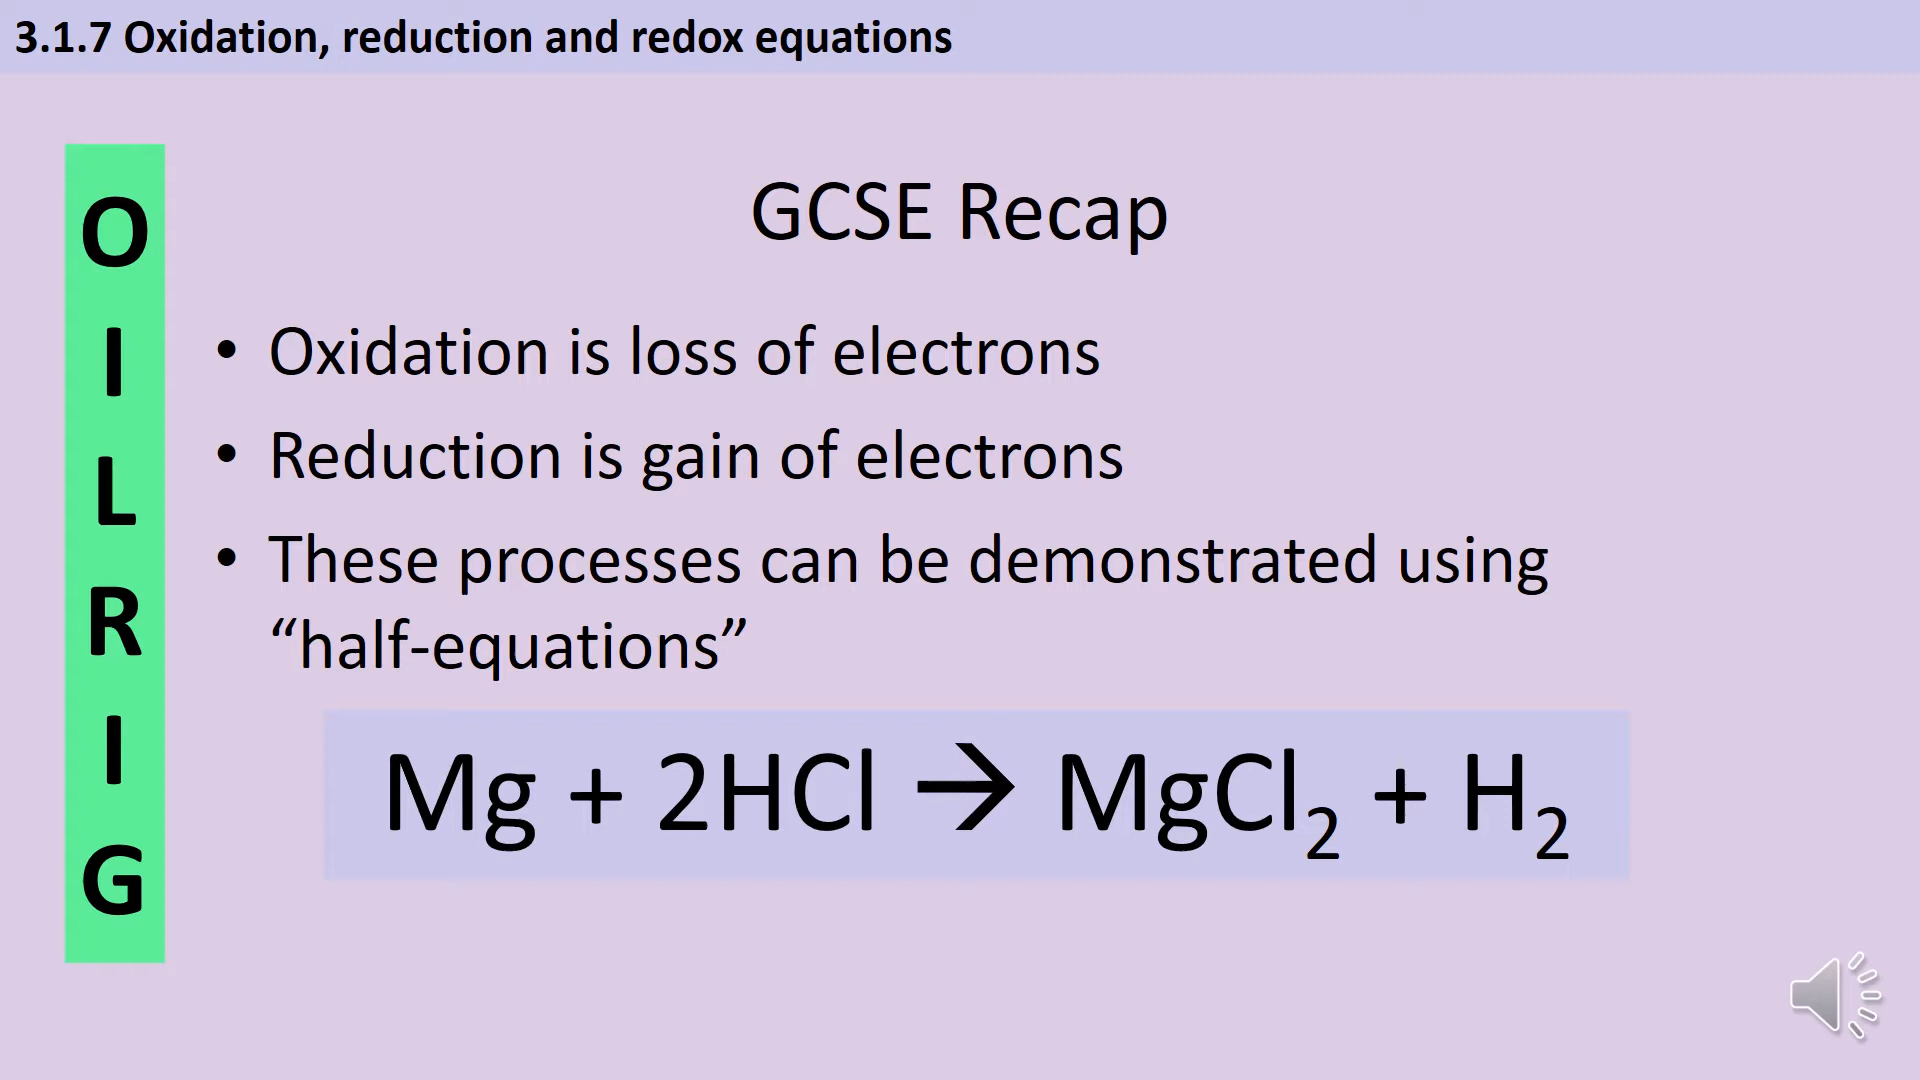 3.1.7 Oxidation, reduction and redox equations
O
I
L
R
I
G
GCSE Recap
• Oxidation is loss of electrons
• Reduction is gain of electrons
• These processes can be demonstrated using
“half-equations”
Mg + 2HCl → MgCl₂ + H₂